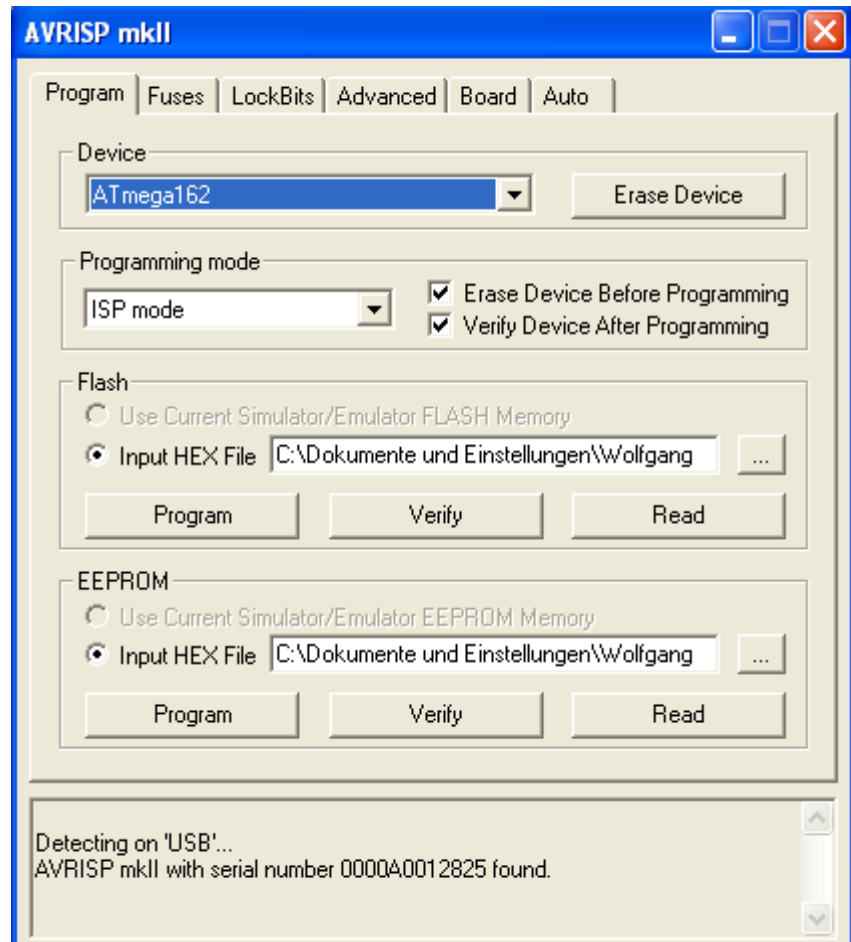 AVRISP mkII
Program Fuses LockBits Advanced Board Auto
Device
ATmega162 Erase Device
Programming mode
ISP mode Erase Device Before Programming
Verify Device After Programming
Flash
Use Current Simulator/Emulator FLASH Memory
Input HEX File C:\Dokumente und Einstellungen\Wolfgang ...
Program Verify Read
EEPROM
Use Current Simulator/Emulator EEPROM Memory
Input HEX File C:\Dokumente und Einstellungen\Wolfgang ...
Program Verify Read
Detecting on 'USB'...
AVRISP mkII with serial number 0000A0012825 found.